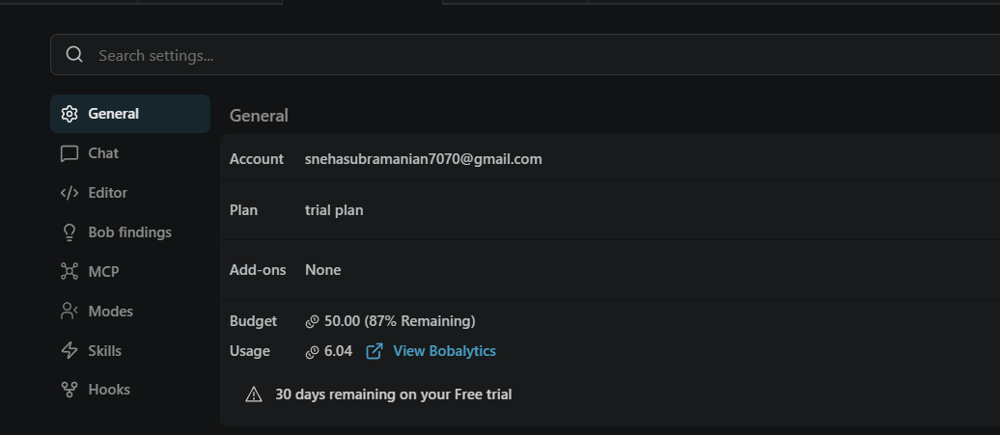 Search settings...
General
Chat
Editor
Bob findings
MCP
Modes
Skills
Hooks
General
Account snehasubramanian7070@gmail.com
Plan trial plan
Add-ons None
Budget 50.00 (87% Remaining)
Usage 6.04 View Bobalytics
30 days remaining on your Free trial